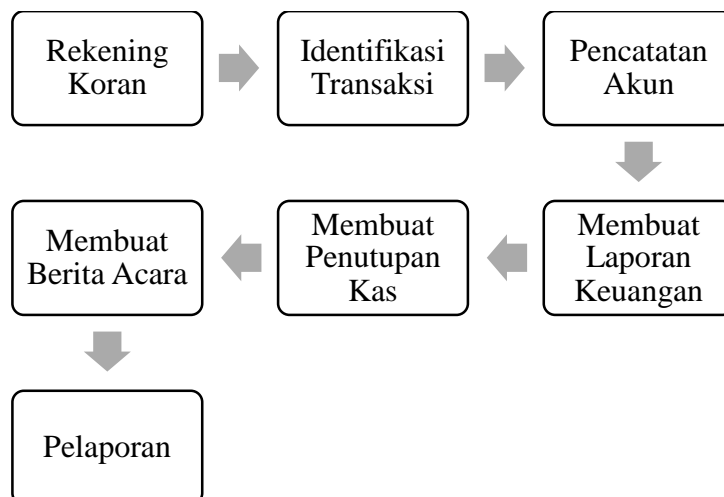 Rekening
Koran
Identifikasi
Transaksi
Pencatatan
Akun
Membuat
Laporan
Keuangan
Membuat
Penutupan
Kas
Membuat
Berita Acara
Pelaporan